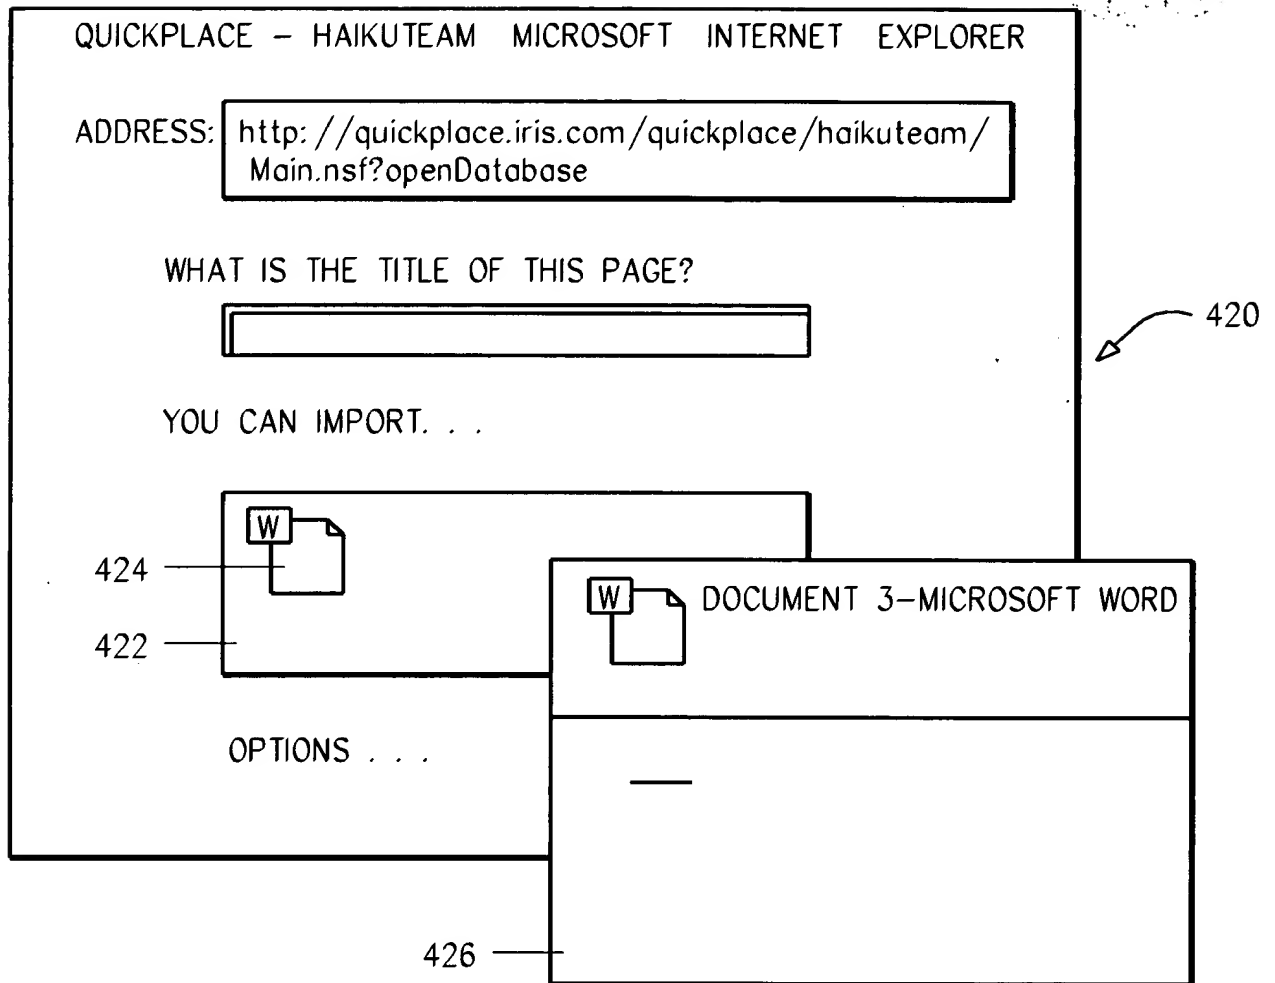 QUICKPLACE – HAIKUTEAM MICROSOFT INTERNET EXPLORER
ADDRESS: http://quickplace.iris.com/quickplace/haikuteam/
Main.nsf?openDatabase
WHAT IS THE TITLE OF THIS PAGE?
420
YOU CAN IMPORT. . .
W
424
W DOCUMENT 3–MICROSOFT WORD
422
OPTIONS . . .
426